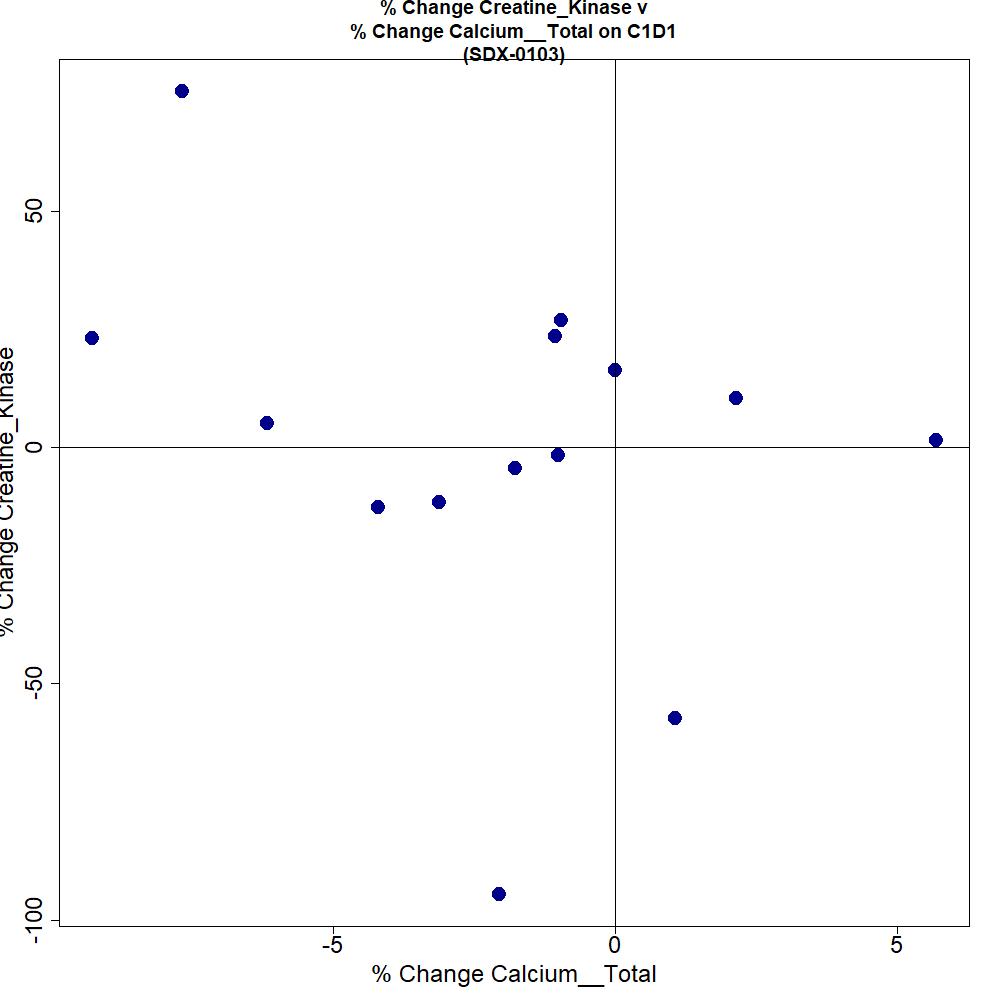 % Change Creatine_Kinase v
% Change Calcium__Total on C1D1
(SDX-0103)
% Change Creatine_Kinase
50
0
-50
-100
-5
0
5
% Change Calcium__Total